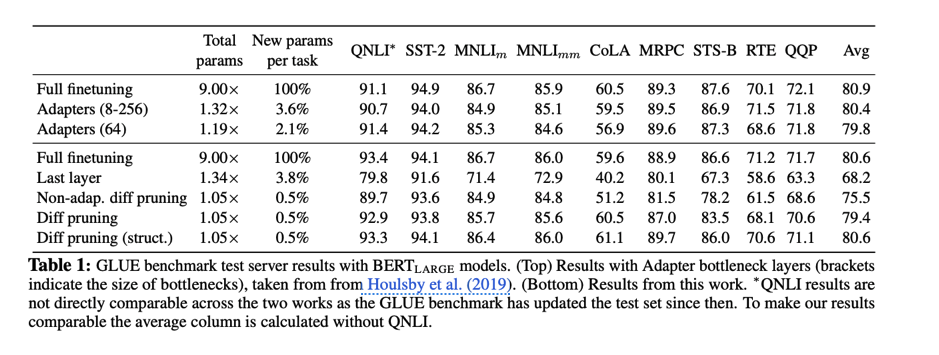 Total New params
params per task QNLI* SST-2 MNLIm MNLImm CoLA MRPC STS-B RTE QQP Avg
Full finetuning 9.00× 100% 91.1 94.9 86.7 85.9 60.5 89.3 87.6 70.1 72.1 80.9
Adapters (8-256) 1.32× 3.6% 90.7 94.0 84.9 85.1 59.5 89.5 86.9 71.5 71.8 80.4
Adapters (64) 1.19× 2.1% 91.4 94.2 85.3 84.6 56.9 89.6 87.3 68.6 71.8 79.8
Full finetuning 9.00× 100% 93.4 94.1 86.7 86.0 59.6 88.9 86.6 71.2 71.7 80.6
Last layer 1.34× 3.8% 79.8 91.6 71.4 72.9 40.2 80.1 67.3 58.6 63.3 68.2
Non-adap. diff pruning 1.05× 0.5% 89.7 93.6 84.9 84.8 51.2 81.5 78.2 61.5 68.6 75.5
Diff pruning 1.05× 0.5% 92.9 93.8 85.7 85.6 60.5 87.0 83.5 68.1 70.6 79.4
Diff pruning (struct.) 1.05× 0.5% 93.3 94.1 86.4 86.0 61.1 89.7 86.0 70.6 71.1 80.6
Table 1: GLUE benchmark test server results with BERTLARGE models. (Top) Results with Adapter bottleneck layers (brackets
indicate the size of bottlenecks), taken from from Houlsby et al. (2019). (Bottom) Results from this work. *QNLI results are
not directly comparable across the two works as the GLUE benchmark has updated the test set since then. To make our results
comparable the average column is calculated without QNLI.